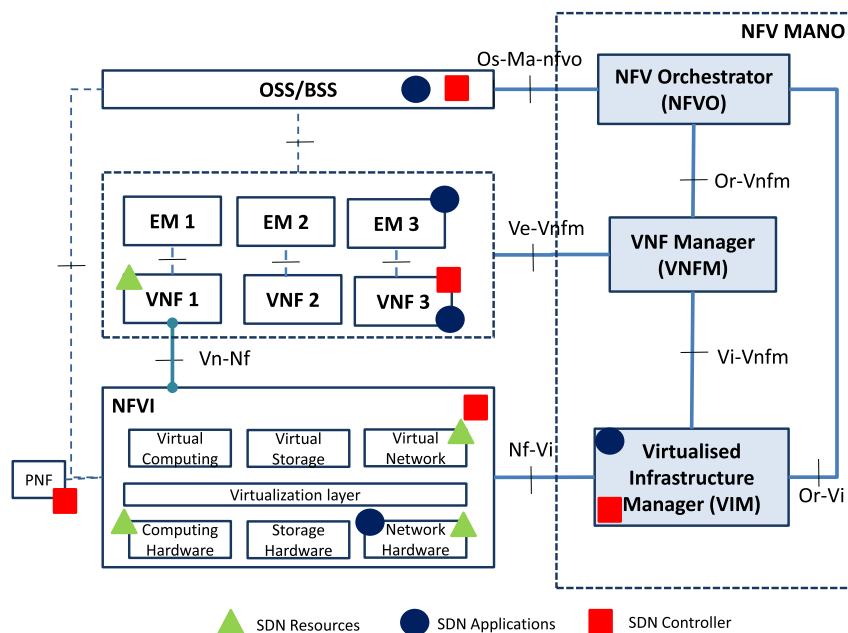 NFV MANO
Os-Ma-nfvo
OSS/BSS
NFV Orchestrator
(NFVO)
Or-Vnfm
EM 1
EM 2
EM 3
Ve-Vnfm
VNF Manager
(VNFM)
VNF 1
VNF 2
VNF 3
Vn-Nf
Vi-Vnfm
NFVI
Virtual
Computing
Virtual
Storage
Virtual
Network
Nf-Vi
Virtualised
Infrastructure
Manager (VIM)
PNF
Virtualization layer
Or-Vi
Computing
Hardware
Storage
Hardware
Network
Hardware
SDN Resources
SDN Applications
SDN Controller